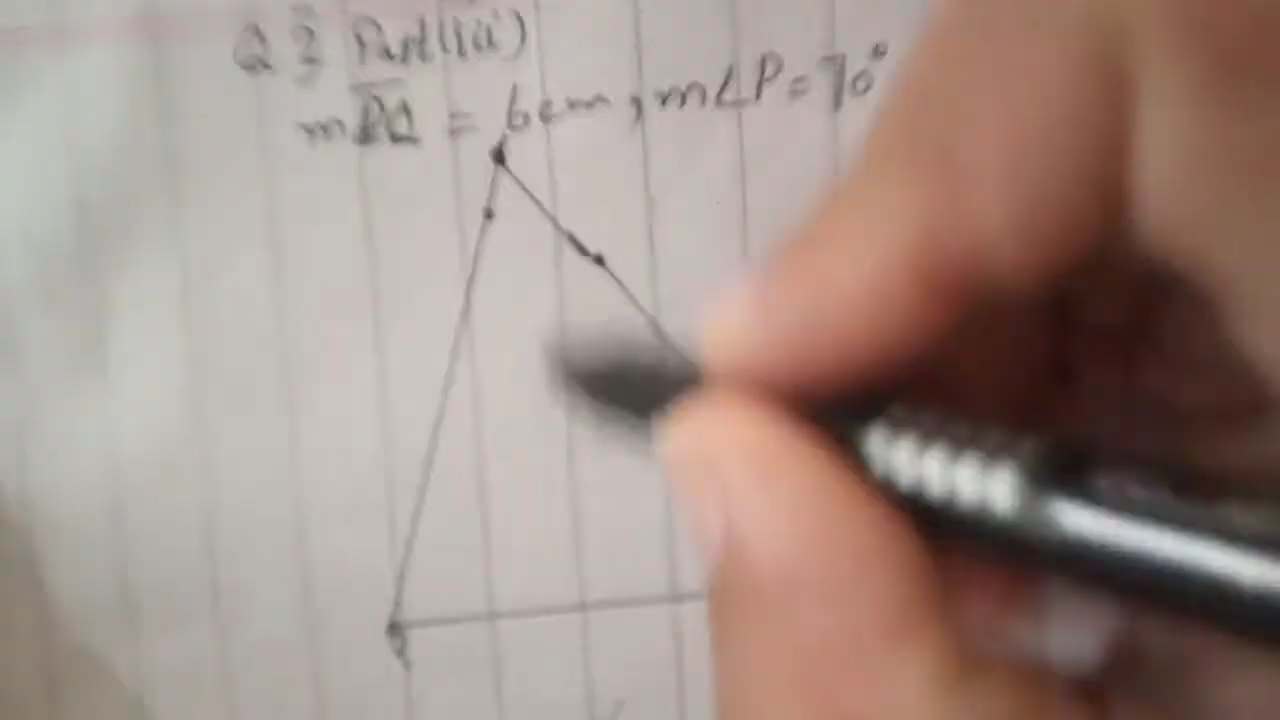 Q 3 Part(iii)
mPQ = 6cm, m∠P = 70°